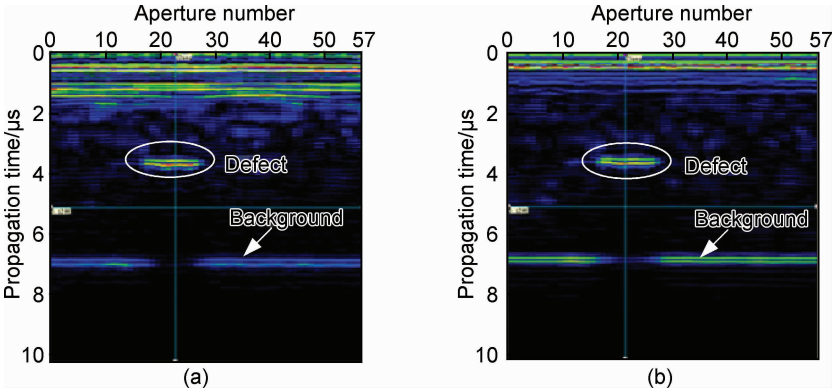 Aperture number
0 10 20 30 40 50 57
Propagation time/μs
0
2
4
6
8
10
Defect
Background
(a)
Aperture number
0 10 20 30 40 50 57
Propagation time/μs
0
2
4
6
8
10
Defect
Background
(b)